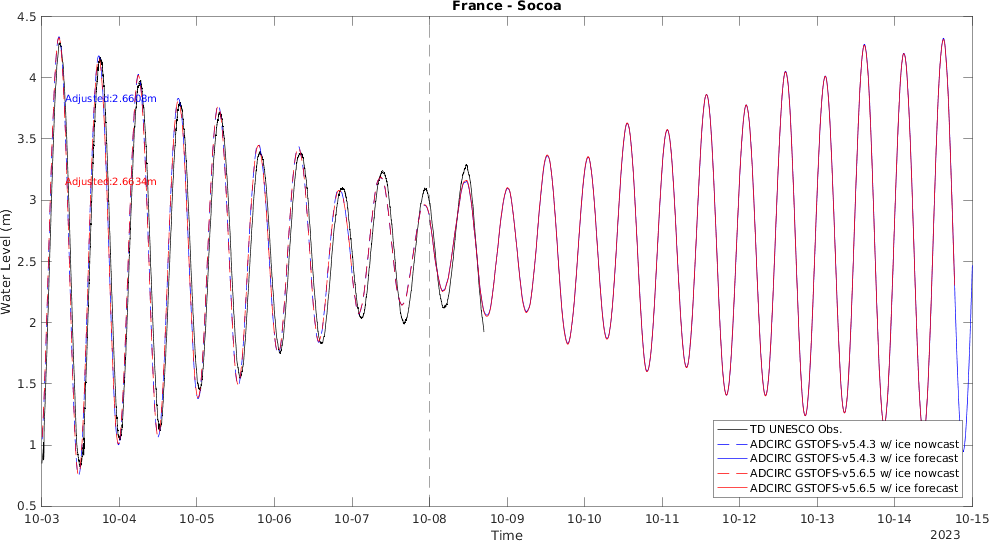 France - Socoa
4.5
4
3.5
3
2.5
2
1.5
1
0.5
Water Level (m)
Adjusted:2.6608m
Adjusted:2.6634m
TD UNESCO Obs.
ADCIRC GSTOFS-v5.4.3 w/ ice nowcast
ADCIRC GSTOFS-v5.4.3 w/ ice forecast
ADCIRC GSTOFS-v5.6.5 w/ ice nowcast
ADCIRC GSTOFS-v5.6.5 w/ ice forecast
10-03 10-04 10-05 10-06 10-07 10-08 10-09 10-10 10-11 10-12 10-13 10-14 10-15
Time
2023